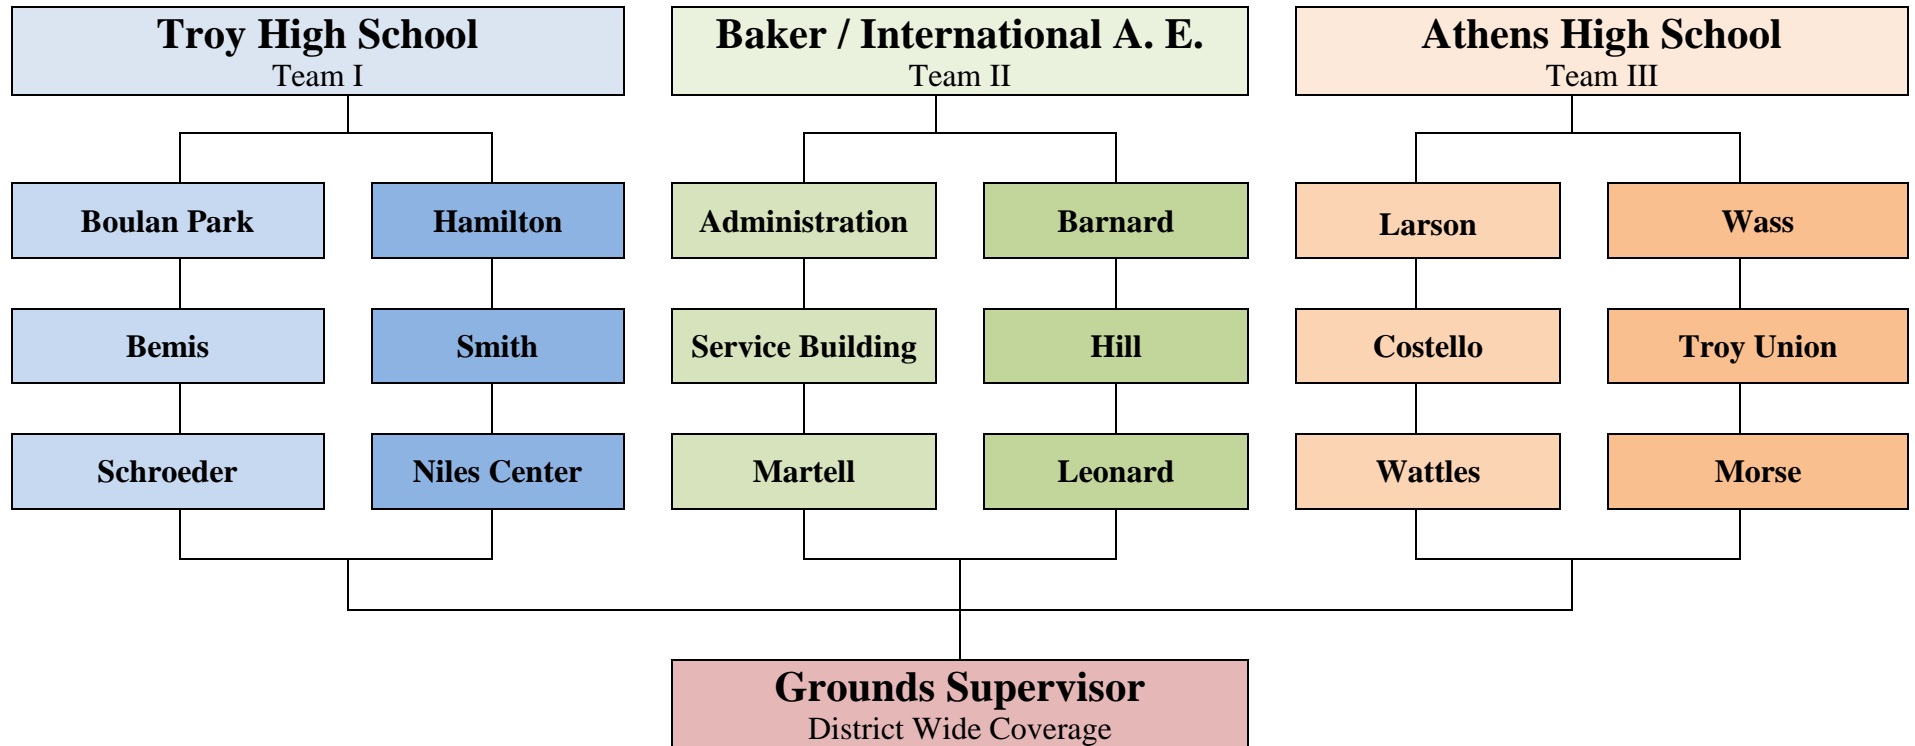 Troy High School
Team I
Baker / International A. E.
Team II
Athens High School
Team III
Boulan Park
Hamilton
Administration
Barnard
Larson
Wass
Bemis
Smith
Service Building
Hill
Costello
Troy Union
Schroeder
Niles Center
Martell
Leonard
Wattles
Morse
Grounds Supervisor
District Wide Coverage